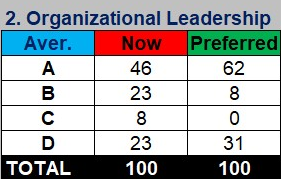 2. Organizational Leadership
Aver. Now Preferred
A 46 62
B 23 8
C 8 0
D 23 31
TOTAL 100 100